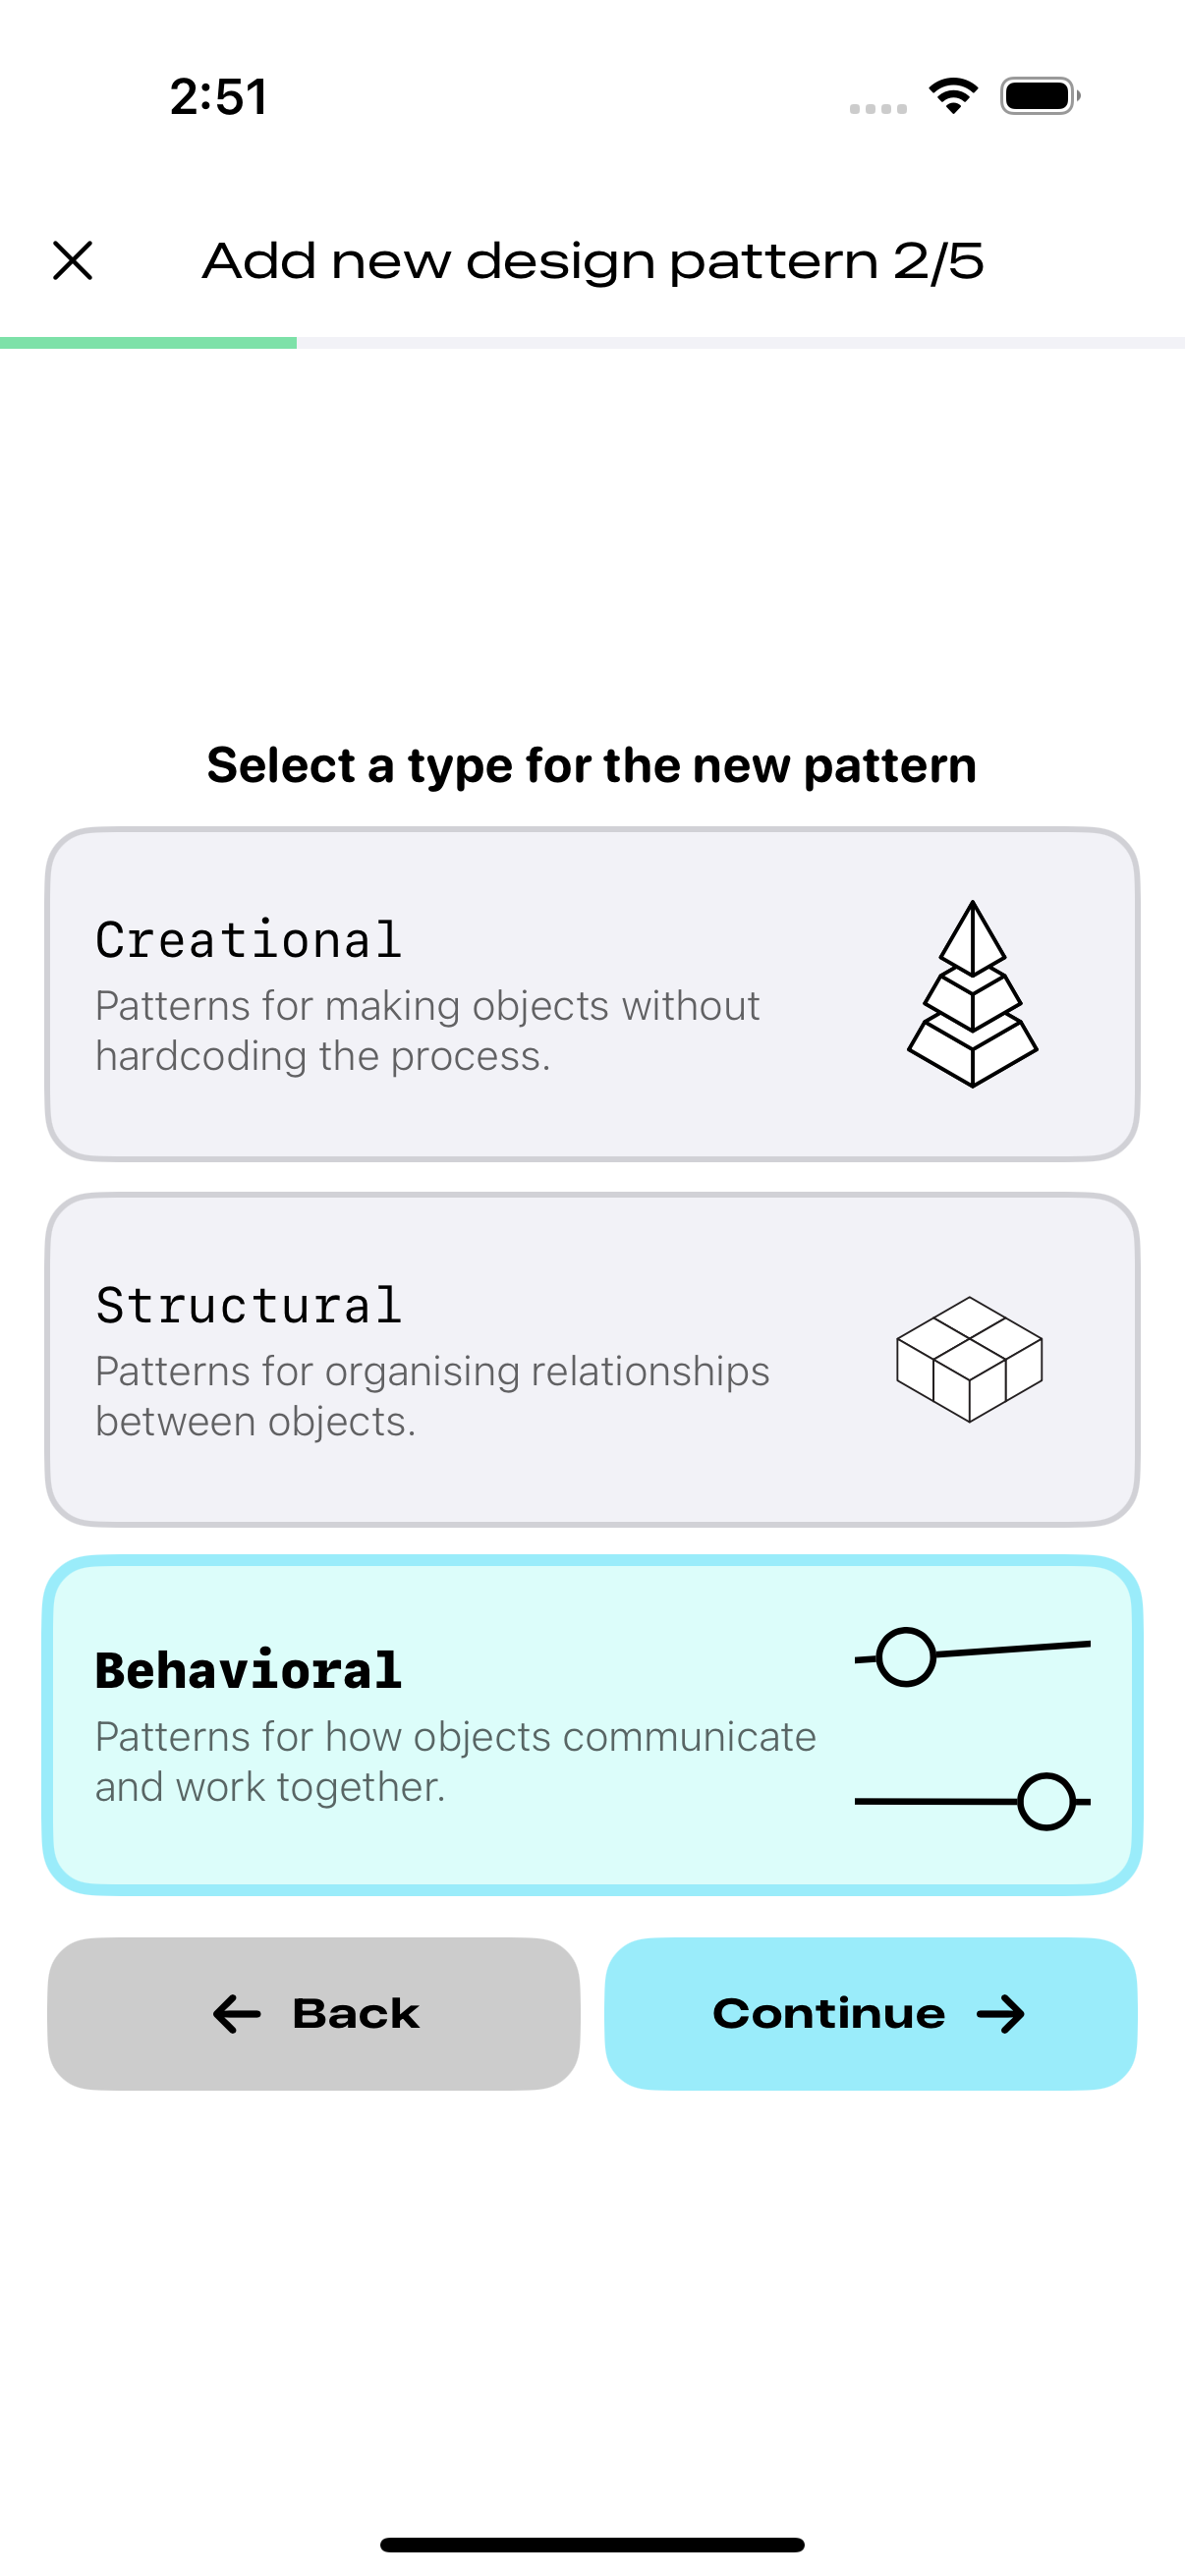 2:51
Add new design pattern 2/5
Select a type for the new pattern
Creational
Patterns for making objects without
hardcoding the process.
Structural
Patterns for organising relationships
between objects.
Behavioral
Patterns for how objects communicate
and work together.
Back
Continue